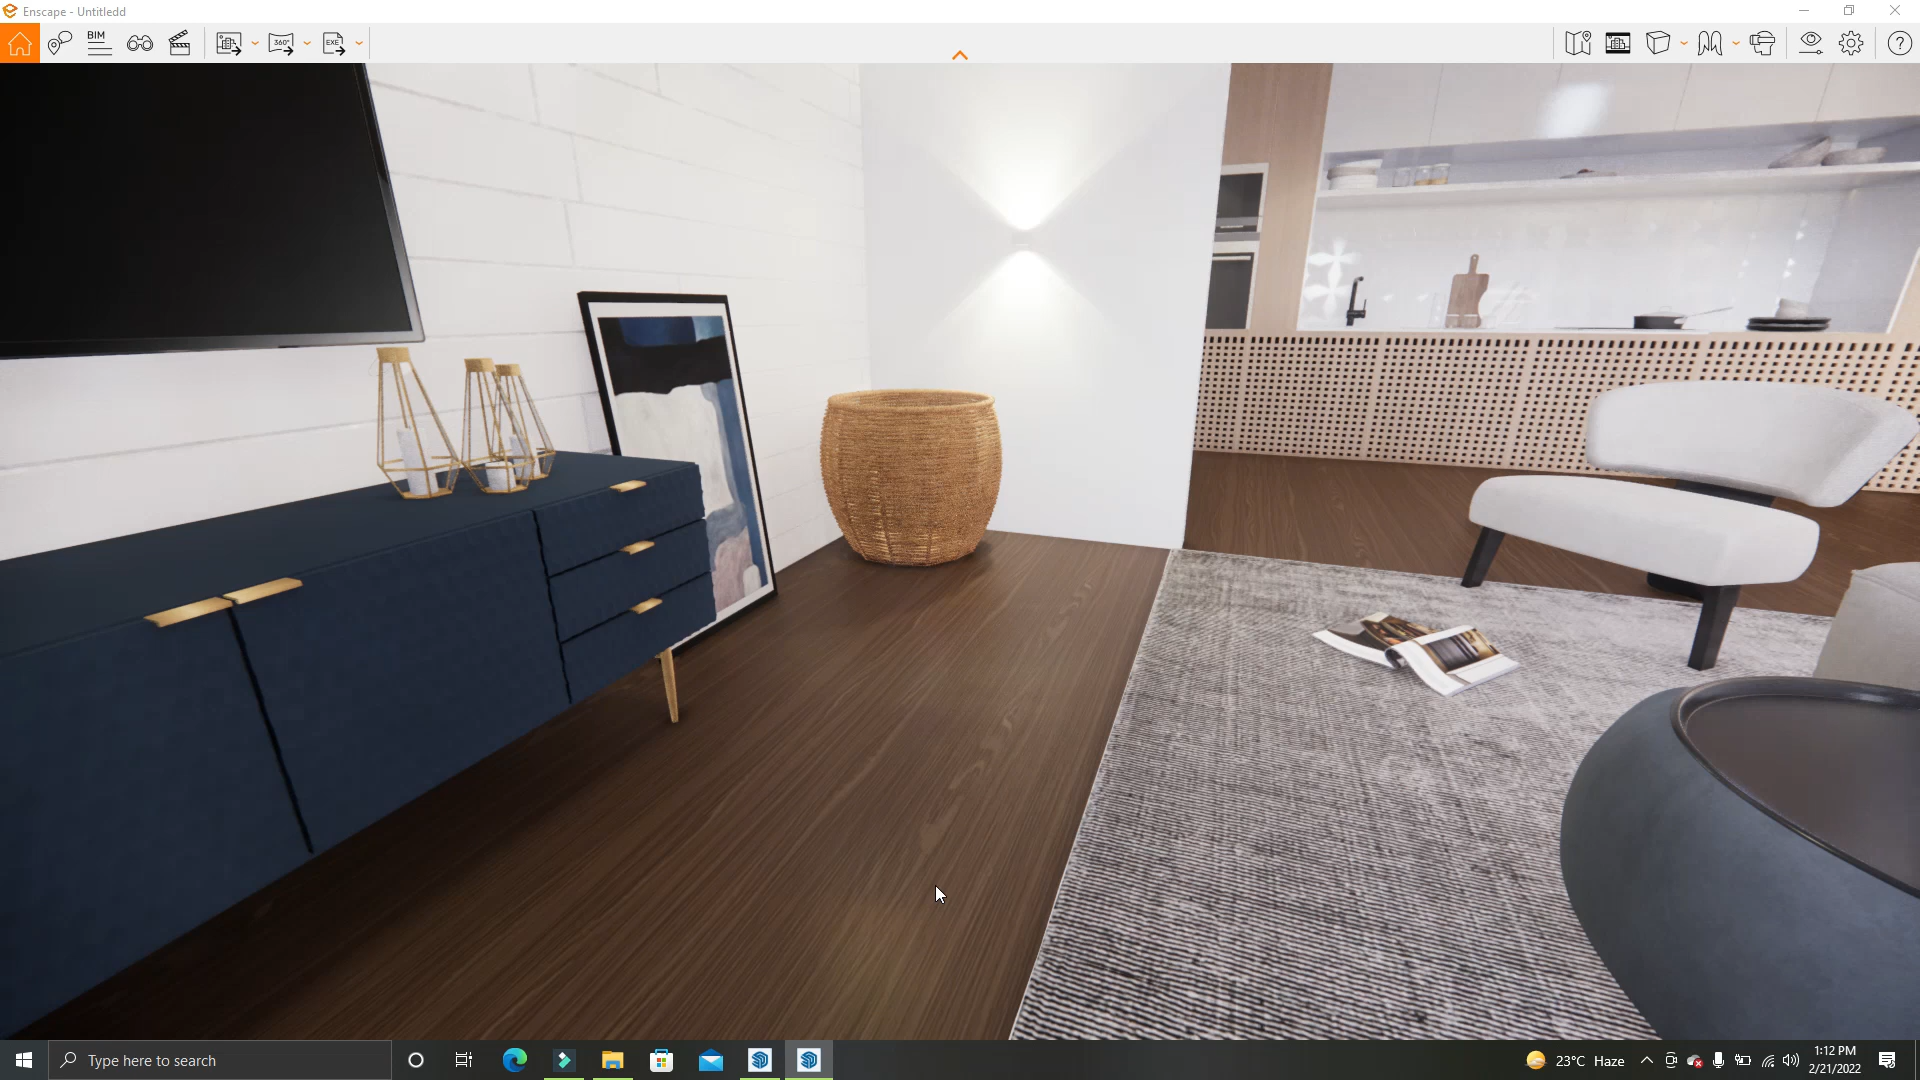 Enscape - Untitledd
BIM
360°
EXE
Type here to search
23°C Haze
1:12 PM
2/21/2022